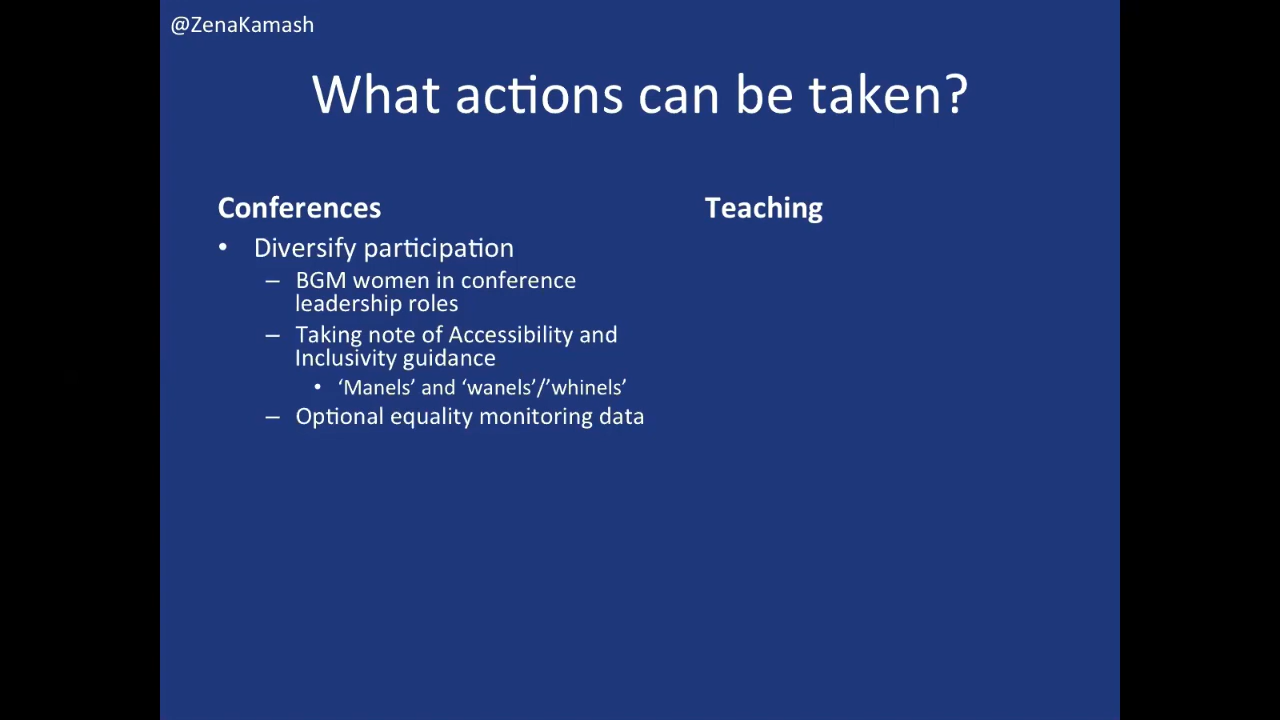 @ZenaKamash
What actions can be taken?
Conferences
• Diversify participation
– BGM women in conference
leadership roles
– Taking note of Accessibility and
Inclusivity guidance
• ‘Manels’ and ‘wanels’/’whinels’
– Optional equality monitoring data
Teaching